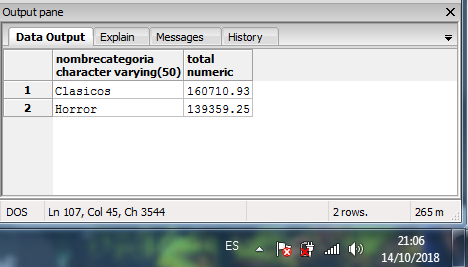 Output pane
Data Output Explain Messages History
nombrecategoria total
character varying(50) numeric
1 Clasicos 160710.93
2 Horror 139359.25
DOS Ln 107, Col 45, Ch 3544 2 rows. 265 m
ES 21:06
14/10/2018